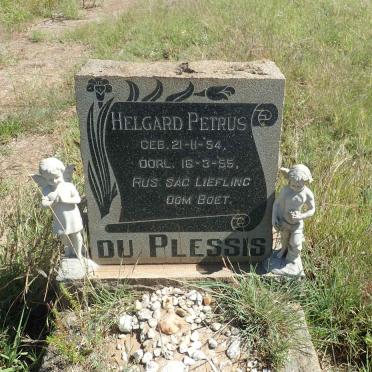 HELGARD PETRUS
GEB. 21-11-54,
OORL. 16-3-55,
RUS SAG LIEFLING
OOM BOET.
DU PLESSIS